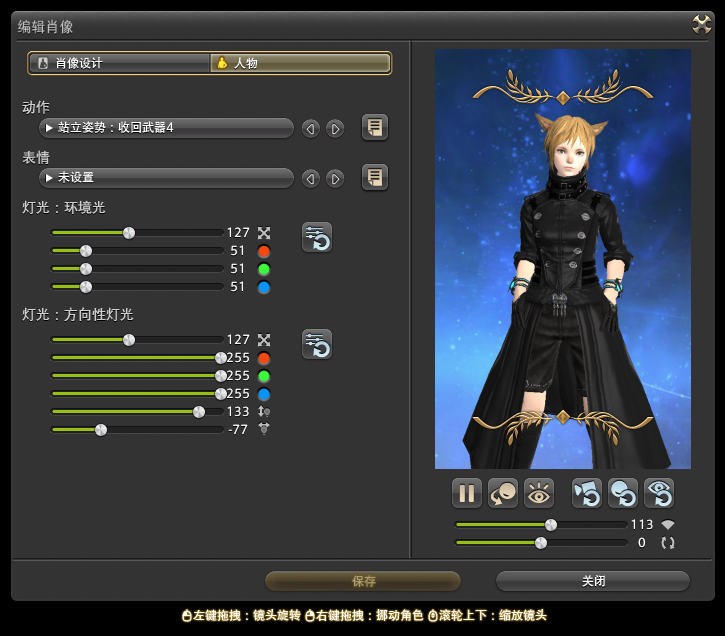 编辑肖像
肖像设计
人物
动作
站立姿势：收回武器4
表情
未设置
灯光：环境光
127
51
51
51
灯光：方向性灯光
127
255
255
255
133
-77
113
0
保存
关闭
左键拖拽：镜头旋转 右键拖拽：挪动角色 滚轮上下：缩放镜头